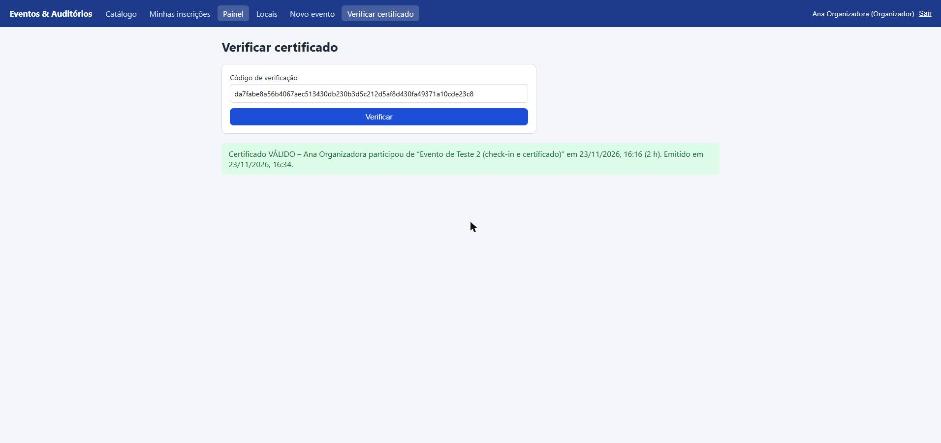 Eventos & Auditórios Catálogo Minhas inscrições Painel Locais Novo evento Verificar certificado Ana Organizadora (Organizador) Sair
Verificar certificado
Código de verificação
da7fabe8a56b4067aec513430db230b3d5c212d5af8d430fa49371a10cde23c8
Verificar
Certificado VÁLIDO – Ana Organizadora participou de "Evento de Teste 2 (check-in e certificado)" em 23/11/2026, 16:16 (2 h). Emitido em
23/11/2026, 16:34.